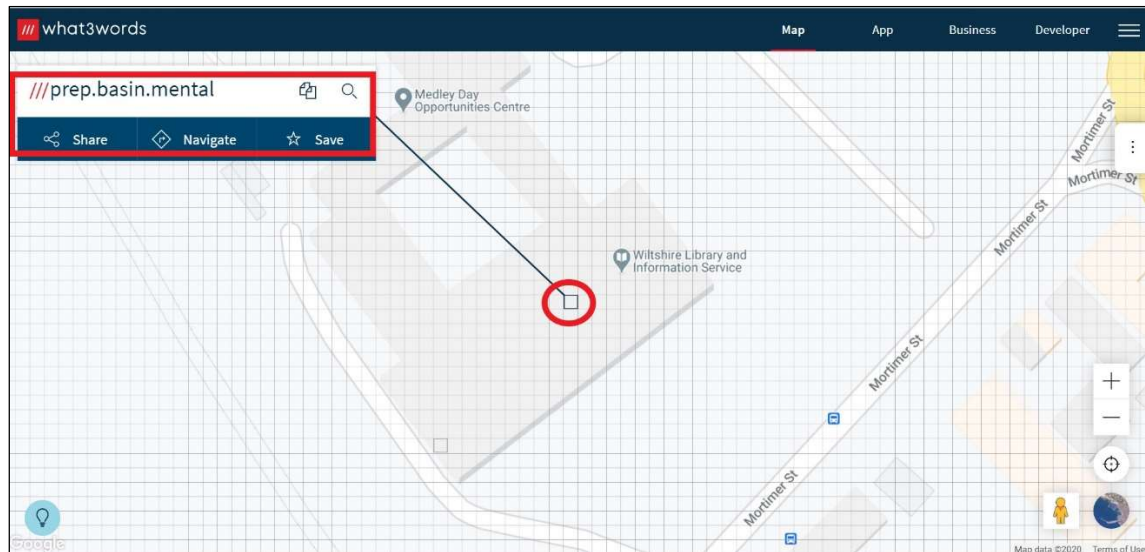 /// what3words
Map
App
Business
Developer
///prep.basin.mental
Share
Navigate
Save
Medley Day
Opportunities Centre
Wiltshire Library and
Information Service
Mortimer St
Mortimer St
Mortimer St
Mortimer St
Mortimer St
Mortimer St
Google
Map data ©2020
Terms of Use